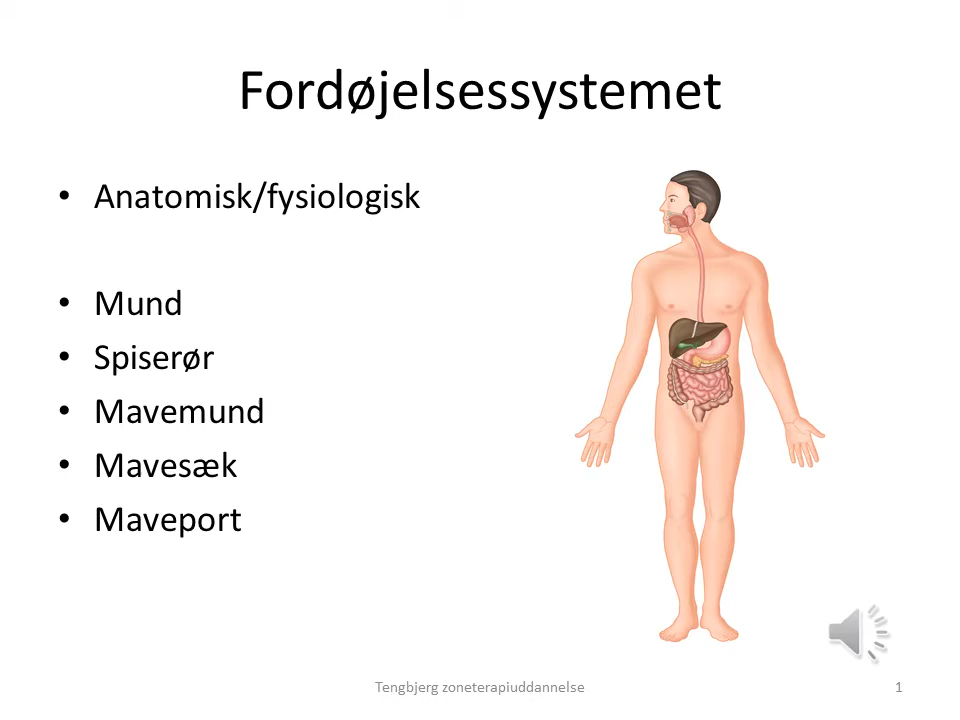 Fordøjelsessystemet
• Anatomisk/fysiologisk
• Mund
• Spiserør
• Mavemund
• Mavesæk
• Maveport
Tengbjerg zoneterapiuddannelse
1